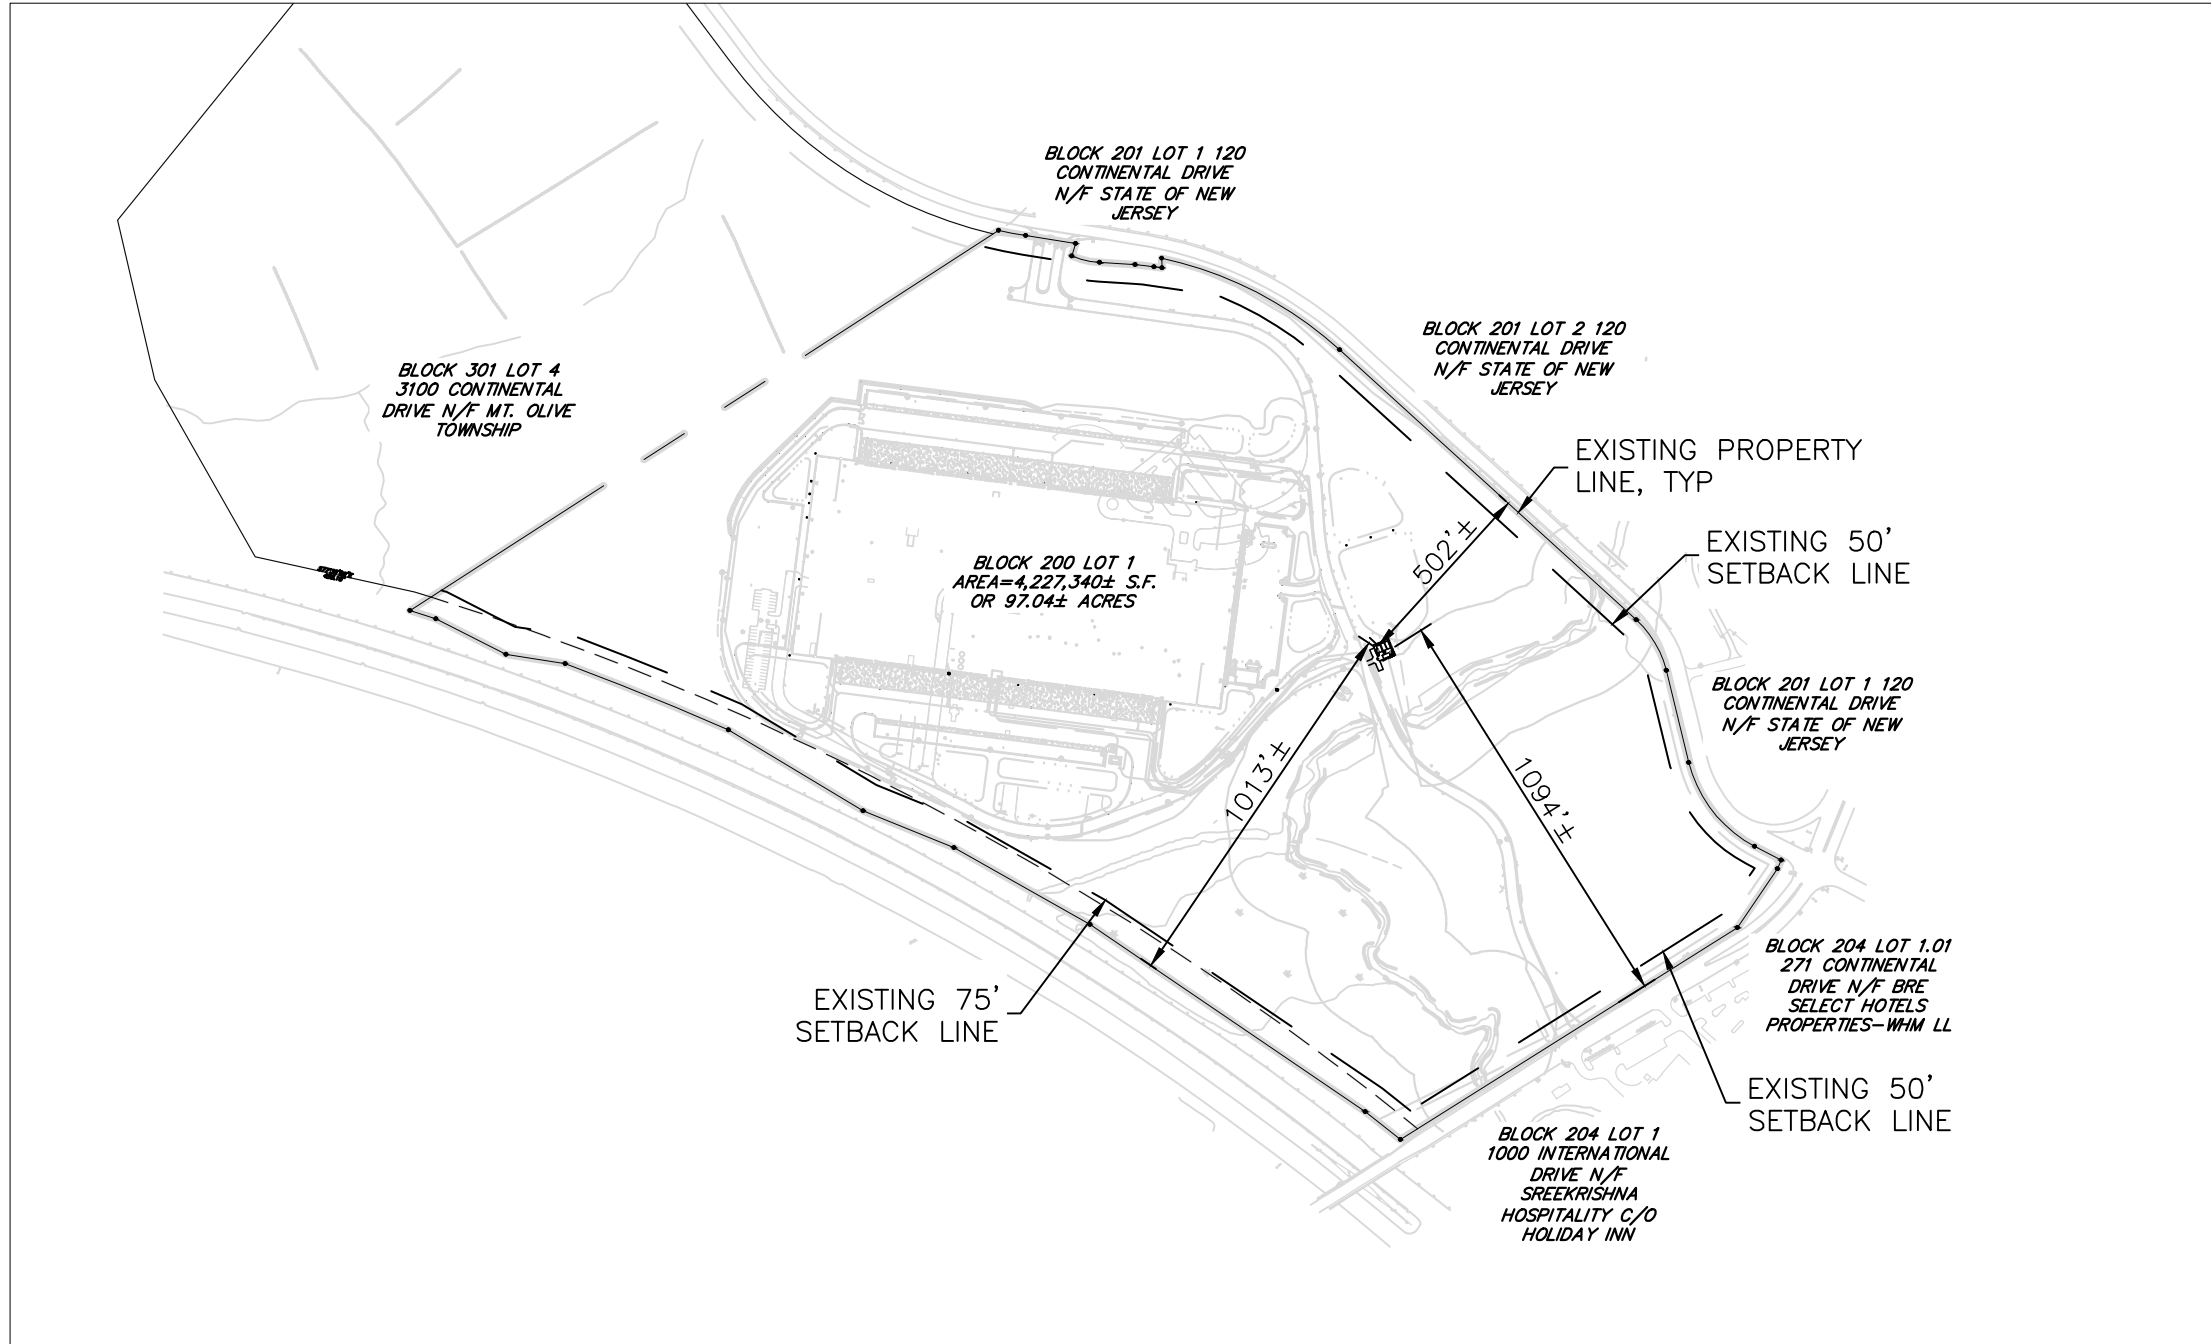 BLOCK 201 LOT 1 120
CONTINENTAL DRIVE
N/F STATE OF NEW
JERSEY
BLOCK 201 LOT 2 120
CONTINENTAL DRIVE
N/F STATE OF NEW
JERSEY
BLOCK 301 LOT 4
3100 CONTINENTAL
DRIVE N/F MT. OLIVE
TOWNSHIP
EXISTING PROPERTY
LINE, TYP
EXISTING 50'
SETBACK LINE
502'±
BLOCK 200 LOT 1
AREA=4,227,340± S.F.
OR 97.04± ACRES
BLOCK 201 LOT 1 120
CONTINENTAL DRIVE
N/F STATE OF NEW
JERSEY
1013'±
1094'±
BLOCK 204 LOT 1.01
271 CONTINENTAL
DRIVE N/F BRE
SELECT HOTELS
PROPERTIES-WHM LL
EXISTING 75'
SETBACK LINE
EXISTING 50'
SETBACK LINE
BLOCK 204 LOT 1
1000 INTERNATIONAL
DRIVE N/F
SREEKRISHNA
HOSPITALITY C/O
HOLIDAY INN